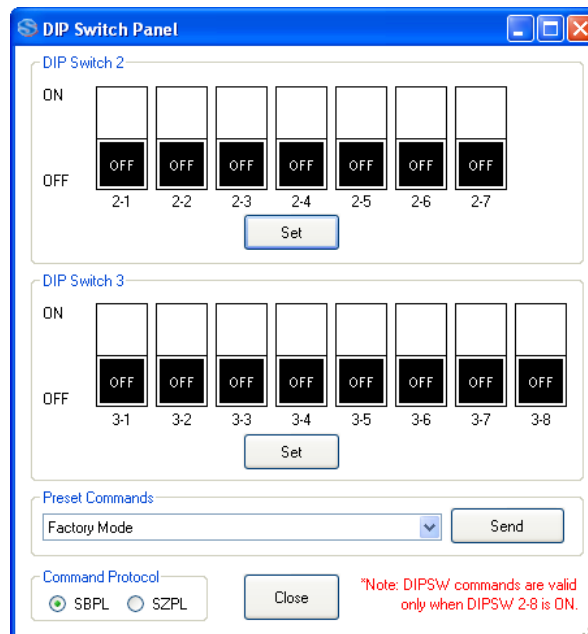 DIP Switch Panel
DIP Switch 2
ON
OFF
OFF OFF OFF OFF OFF OFF OFF
2-1 2-2 2-3 2-4 2-5 2-6 2-7
Set
DIP Switch 3
ON
OFF
OFF OFF OFF OFF OFF OFF OFF OFF
3-1 3-2 3-3 3-4 3-5 3-6 3-7 3-8
Set
Preset Commands
Factory Mode
Send
Command Protocol
SBPL SZPL
Close
*Note: DIPSW commands are valid
only when DIPSW 2-8 is ON.